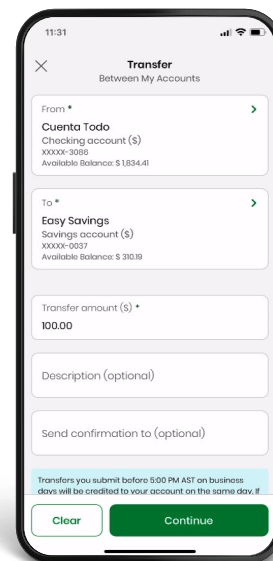 11:31
Transfer
Between My Accounts
From *
Cuenta Todo
Checking account ($)
XXXXX-3086
Available Balance: $ 1,834.41
To *
Easy Savings
Savings account ($)
XXXXX-0037
Available Balance: $ 310.19
Transfer amount ($) *
100.00
Description (optional)
Send confirmation to (optional)
Transfers you submit before 5:00 PM AST on business
days will be credited to your account on the same day. If
Clear
Continue